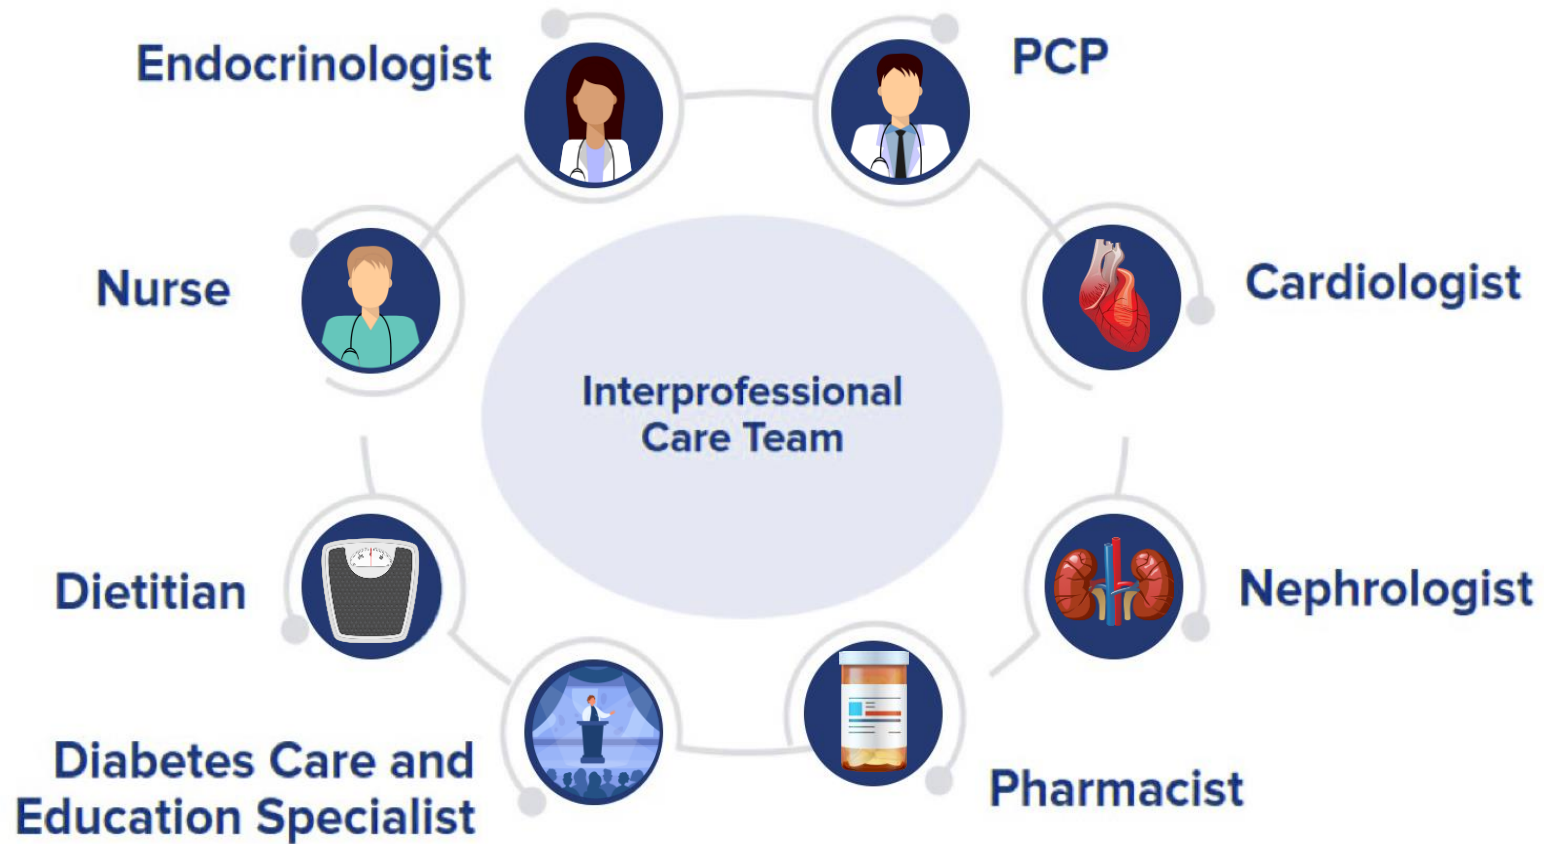 Endocrinologist
PCP
Nurse
Cardiologist
Interprofessional
Care Team
Dietitian
Nephrologist
Diabetes Care and
Education Specialist
Pharmacist